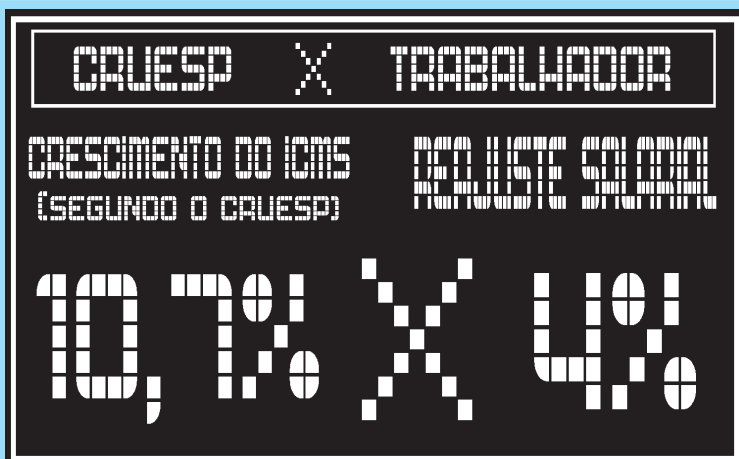 CRUESP X TRABALHADOR
CRESCIMENTO DO ICMS
(SEGUNDO O CRUESP)
REAJUSTE SALARIAL
10,7% X 4%